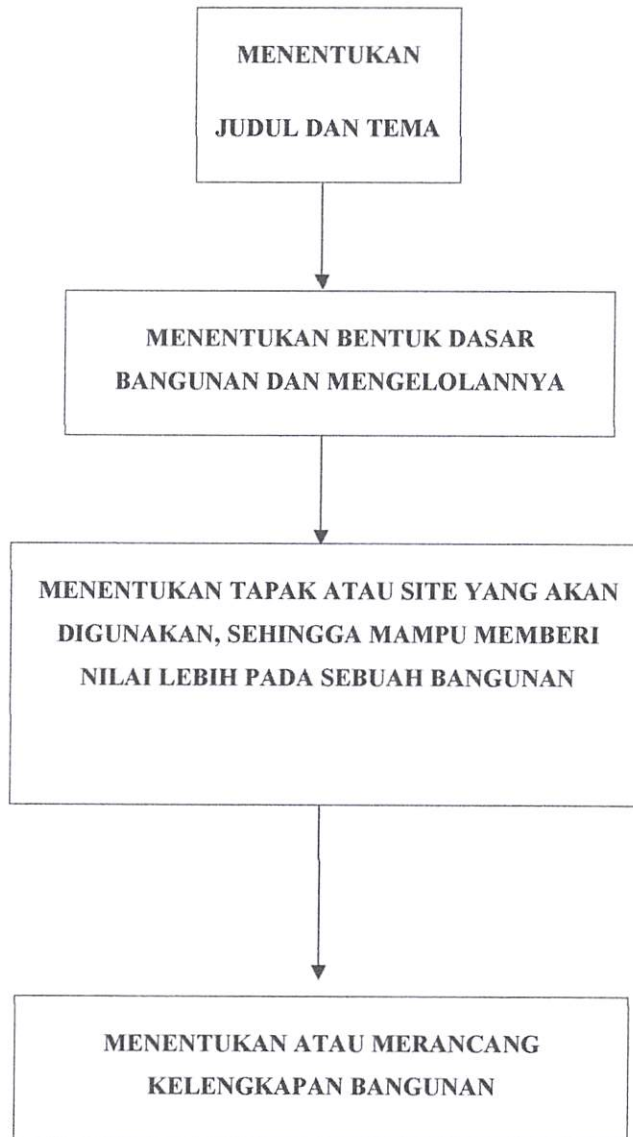 MENENTUKAN
JUDUL DAN TEMA
MENENTUKAN BENTUK DASAR
BANGUNAN DAN MENGELOLANNYA
MENENTUKAN TAPAK ATAU SITE YANG AKAN
DIGUNAKAN, SEHINGGA MAMPU MEMBERI
NILAI LEBIH PADA SEBUAH BANGUNAN
MENENTUKAN ATAU MERANCANG
KELENGKAPAN BANGUNAN